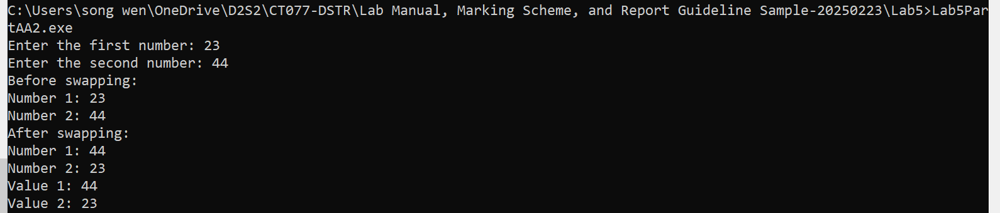 C:\Users\song wen\OneDrive\D2S2\CT077-DSTR\Lab Manual, Marking Scheme, and Report Guideline Sample-20250223\Lab5>Lab5Par
tAA2.exe
Enter the first number: 23
Enter the second number: 44
Before swapping:
Number 1: 23
Number 2: 44
After swapping:
Number 1: 44
Number 2: 23
Value 1: 44
Value 2: 23